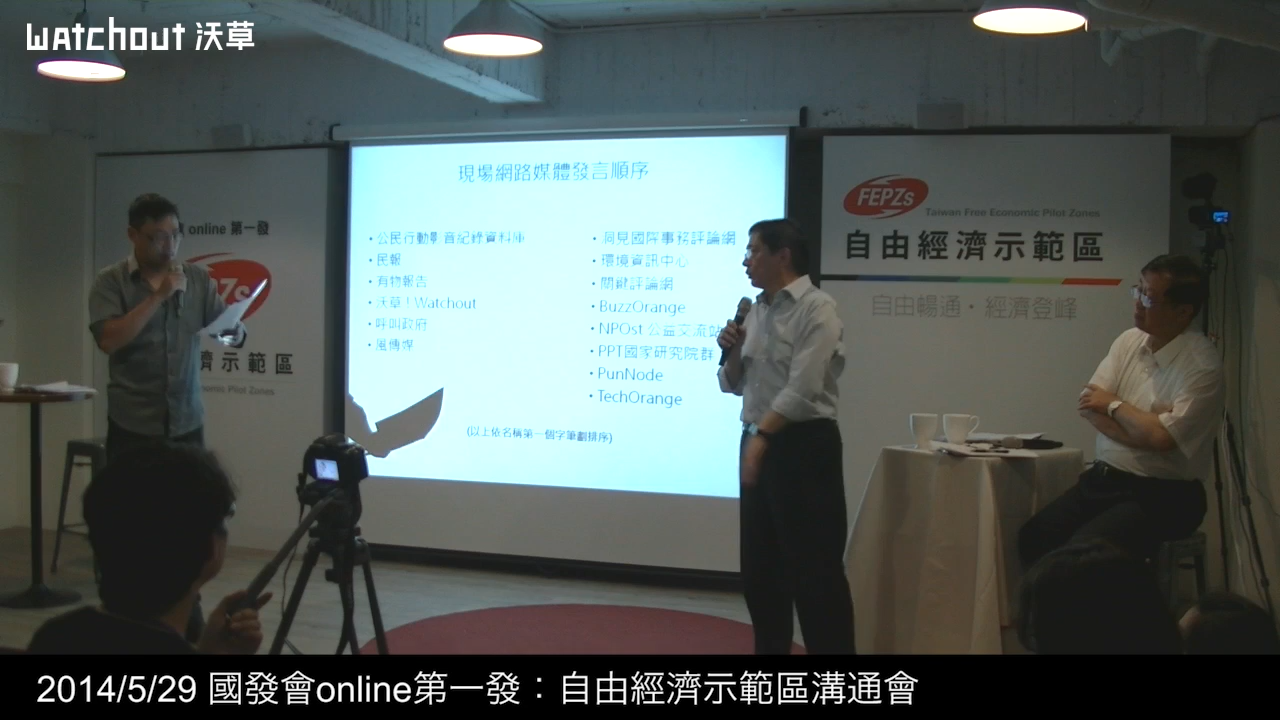 WATCHOUT 沃草
現場網路媒體發言順序
• 公民行動影音紀錄資料庫
• 民報
• 有物報告
• 沃草！Watchout
• 呼叫政府
• 風傳媒
• 洞見國際事務評論網
• 環境資訊中心
• 關鍵評論網
• BuzzOrange
• NPOst 公益交流站
• PPT國家研究院群
• PunNode
• TechOrange
(以上依名稱第一個字筆劃排序)
online 第一發
Zs
濟示範區
nomic Pilot Zones
FEPZs
Taiwan Free Economic Pilot Zones
自由經濟示範區
自由暢通・經濟登峰
2014/5/29 國發會online第一發：自由經濟示範區溝通會